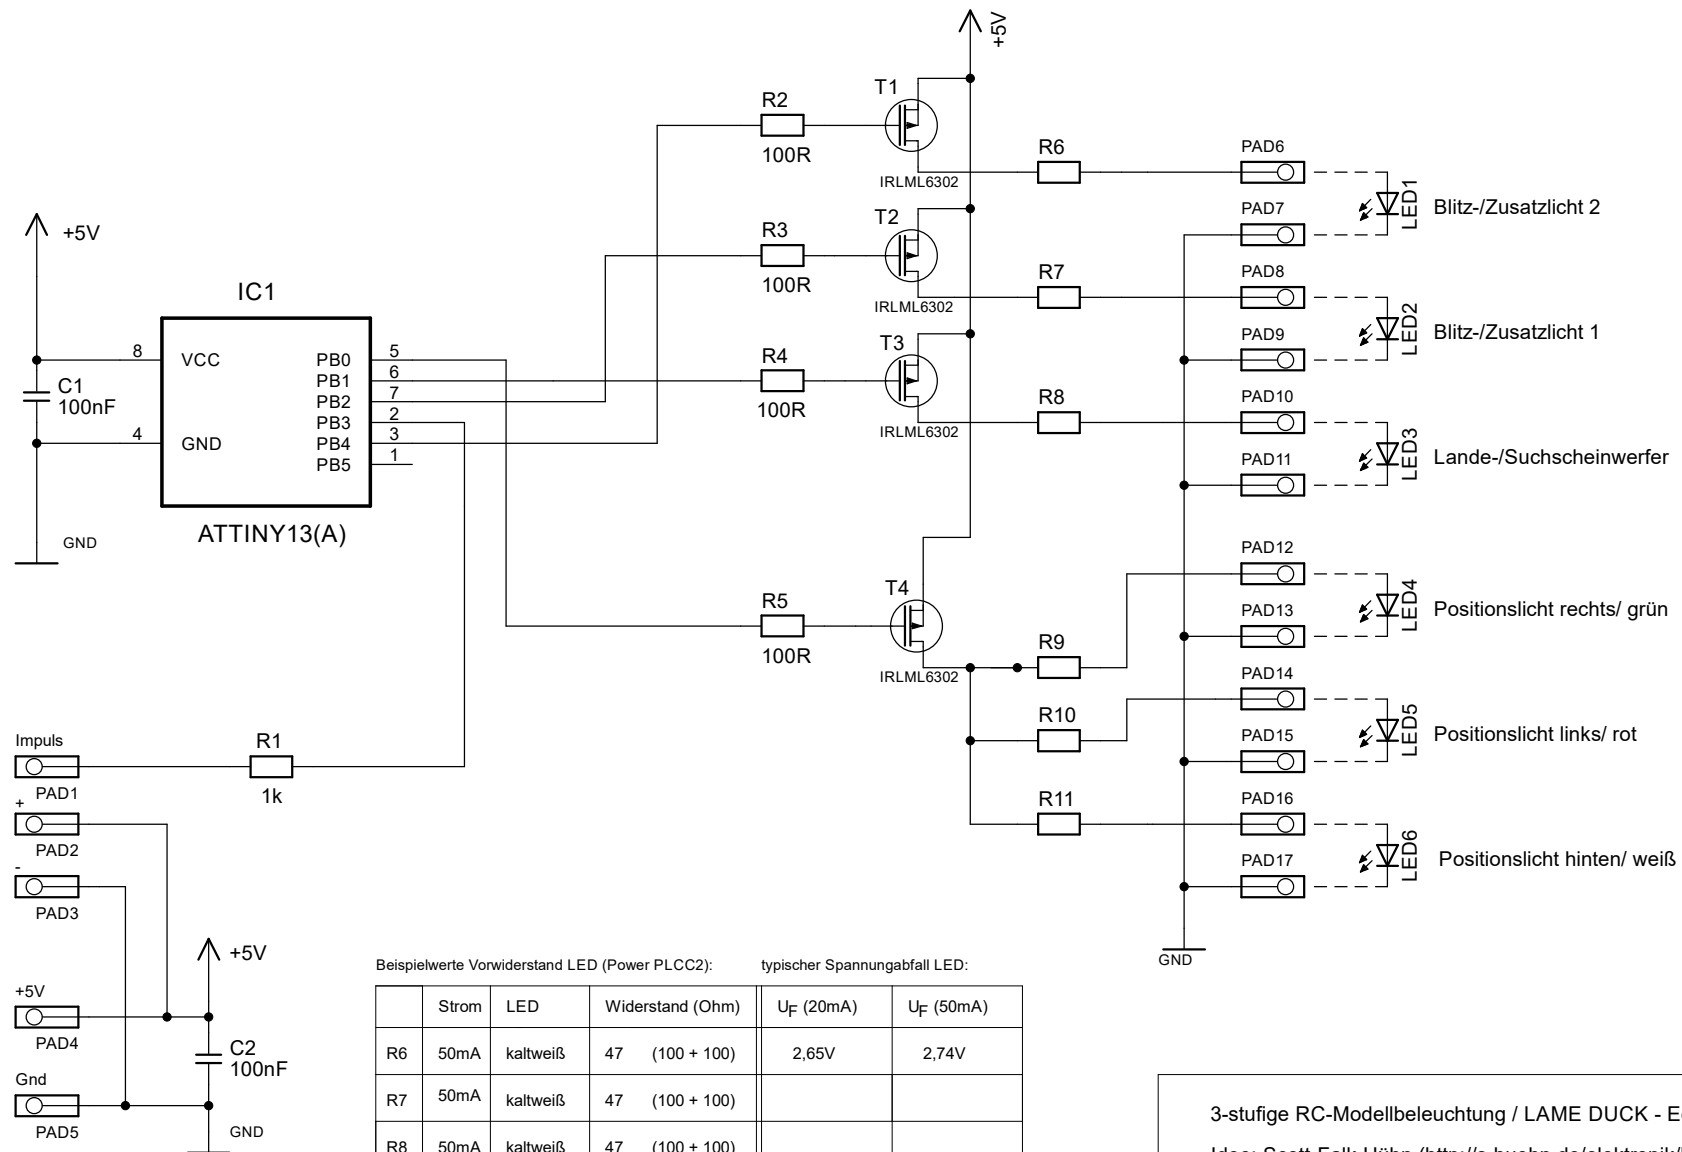 +5V
T1
R2
100R
IRLML6302
R6
PAD6
PAD7
LED1
Blitz-/Zusatzlicht 2
T2
R3
100R
IRLML6302
R7
PAD8
PAD9
LED2
Blitz-/Zusatzlicht 1
+5V
IC1
T3
R4
100R
IRLML6302
R8
PAD10
PAD11
LED3
Lande-/Suchscheinwerfer
8 VCC PB0 5
PB1 6
PB2 7
PB3 2
4 GND PB4 3
PB5 1
C1
100nF
GND
ATTINY13(A)
T4
R5
100R
IRLML6302
R9
PAD12
PAD13
LED4
Positionslicht rechts/ grün
R10
PAD14
PAD15
LED5
Positionslicht links/ rot
R11
PAD16
PAD17
LED6
Positionslicht hinten/ weiß
GND
Impuls
PAD1
R1
1k
+
PAD2
-
PAD3
+5V
+5V
PAD4
C2
100nF
Gnd
PAD5
GND
Beispielwerte Vorwiderstand LED (Power PLCC2): typischer Spannungabfall LED:
Strom LED Widerstand (Ohm) UF (20mA) UF (50mA)
R6 50mA kaltweiß 47 (100 + 100) 2,65V 2,74V
R7 50mA kaltweiß 47 (100 + 100)
R8 50mA kaltweiß 47 (100 + 100)
3-stufige RC-Modellbeleuchtung / LAME DUCK -